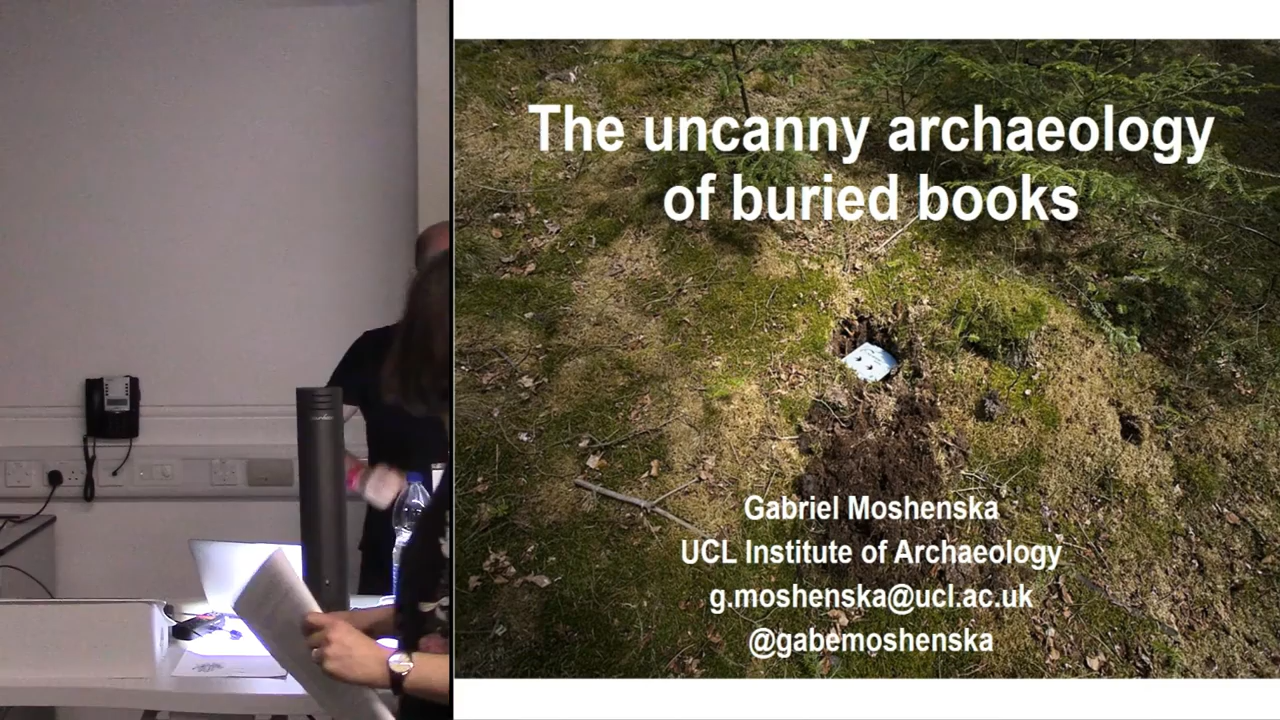 The uncanny archaeology
of buried books
Gabriel Moshenska
UCL Institute of Archaeology
g.moshenska@ucl.ac.uk
@gabemoshenska